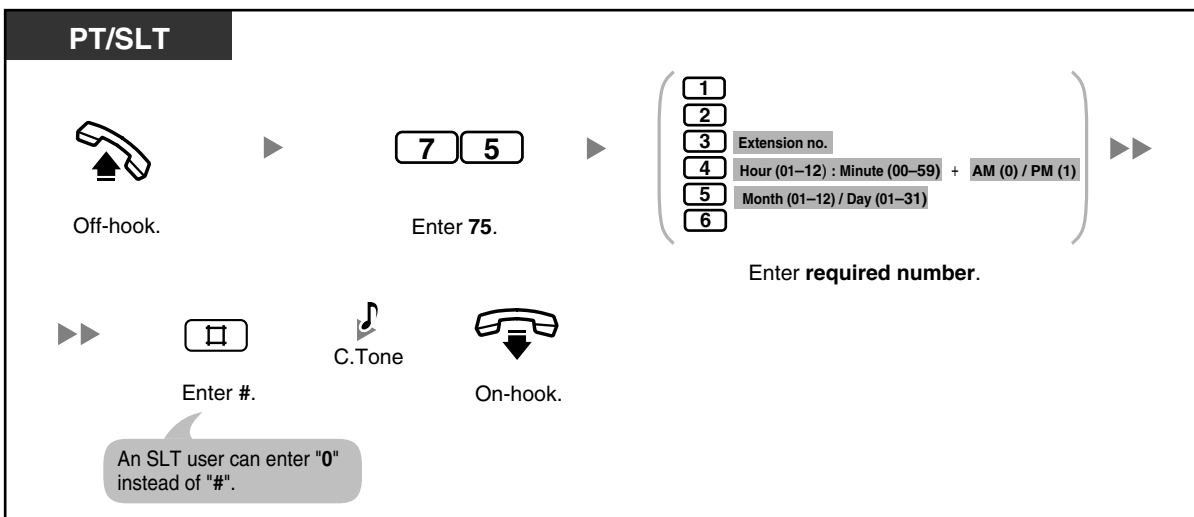 PT/SLT
Off-hook.
7 5
Enter 75.
1
2
3 Extension no.
4 Hour (01–12) : Minute (00–59) + AM (0) / PM (1)
5 Month (01–12) / Day (01–31)
6
Enter required number.
#
Enter #.
C.Tone
On-hook.
An SLT user can enter "0"
instead of "#".